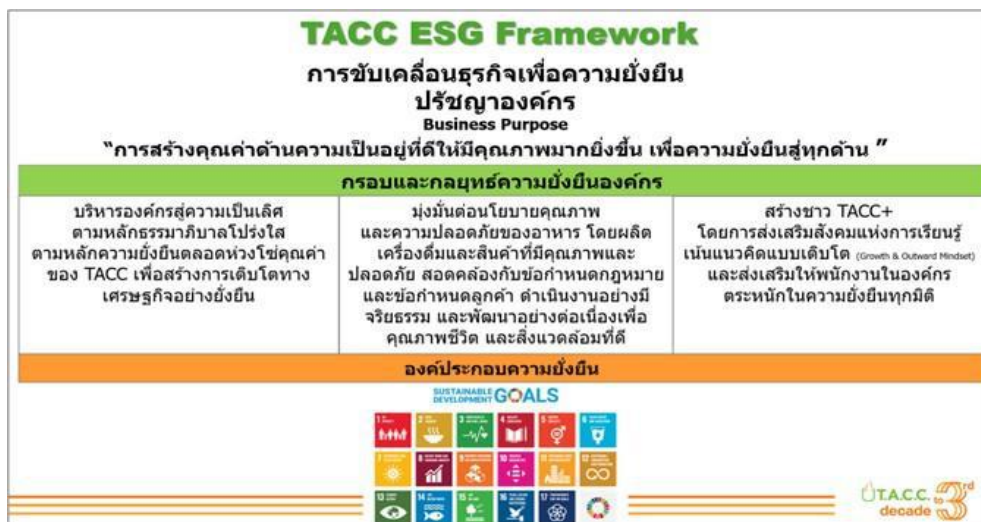 TACC ESG Framework
การขับเคลื่อนธุรกิจเพื่อความยั่งยืน
ปรัชญาองค์กร
Business Purpose
“การสร้างคุณค่าด้านความเป็นอยู่ที่ดีให้มีคุณภาพมากยิ่งขึ้น เพื่อความยั่งยืนสู่ทุกด้าน ”
กรอบและกลยุทธ์ความยั่งยืนองค์กร
บริหารองค์กรสู่ความเป็นเลิศ
ตามหลักธรรมาภิบาลโปร่งใส
ตามหลักความยั่งยืนตลอดห่วงโซ่คุณค่า
ของ TACC เพื่อสร้างการเติบโตทาง
เศรษฐกิจอย่างยั่งยืน
มุ่งมั่นต่อนโยบายคุณภาพ
และความปลอดภัยของอาหาร โดยผลิต
เครื่องดื่มและสินค้าที่มีคุณภาพและ
ปลอดภัย สอดคล้องกับข้อกำหนดกฎหมาย
และข้อกำหนดลูกค้า ดำเนินงานอย่างมี
จริยธรรม และพัฒนาอย่างต่อเนื่องเพื่อ
คุณภาพชีวิต และสิ่งแวดล้อมที่ดี
สร้างชาว TACC+
โดยการส่งเสริมสังคมแห่งการเรียนรู้
เน้นแนวคิดแบบเติบโต (Growth & Outward Mindset)
และส่งเสริมให้พนักงานในองค์กร
ตระหนักในความยั่งยืนทุกมิติ
องค์ประกอบความยั่งยืน
SUSTAINABLE
DEVELOPMENT GOALS
1 2 3 4 5 6
7 8 9 10 11 12
13 14 15 16 17
T.A.C.C. to 3rd
decade